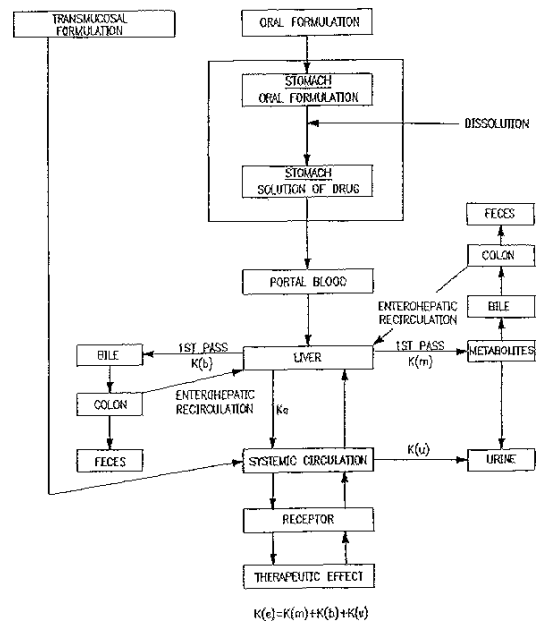 TRANSMUCOSAL
FORMULATION
ORAL FORMULATION
STOMACH
ORAL FORMULATION
DISSOLUTION
STOMACH
SOLUTION OF DRUG
FECES
COLON
PORTAL BLOOD
BILE
ENTEROHEPATIC
RECIRCULATION
BILE
1ST PASS
K(b)
LIVER
1ST PASS
K(m)
METABOLITES
COLON
ENTEROHEPATIC
RECIRCULATION
Ke
FECES
SYSTEMIC CIRCULATION
K(u)
URINE
RECEPTOR
THERAPEUTIC EFFECT
K(e)=K(m)+K(b)+K(u)